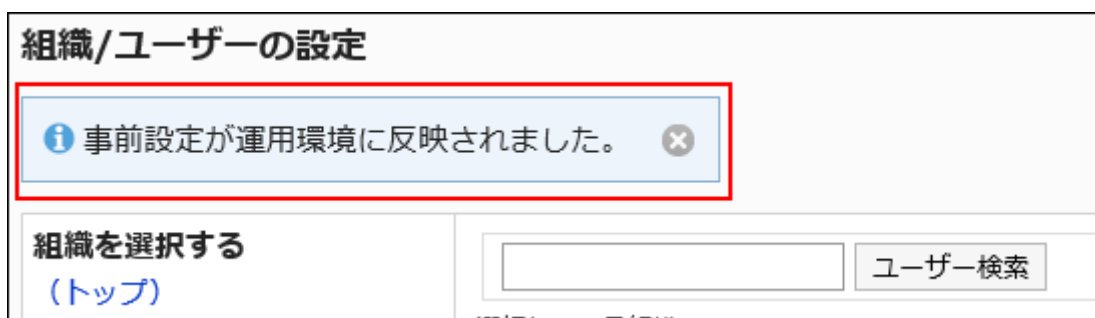 組織/ユーザーの設定
事前設定が運用環境に反映されました。
組織を選択する
(トップ)
ユーザー検索